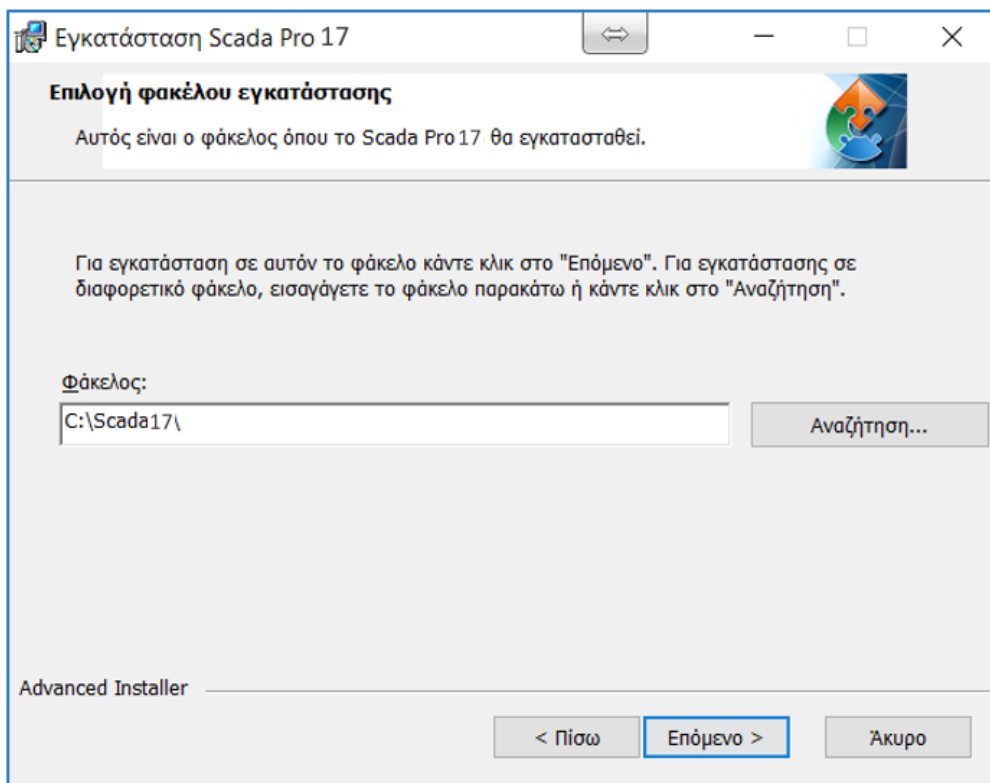 Εγκατάσταση Scada Pro 17
Επιλογή φακέλου εγκατάστασης
Αυτός είναι ο φάκελος όπου το Scada Pro 17 θα εγκατασταθεί.
Για εγκατάσταση σε αυτόν το φάκελο κάντε κλικ στο "Επόμενο". Για εγκατάστασης σε
διαφορετικό φάκελο, εισαγάγετε το φάκελο παρακάτω ή κάντε κλικ στο "Αναζήτηση".
Φάκελος:
C:\Scada17\
Αναζήτηση...
Advanced Installer
< Πίσω
Επόμενο >
Άκυρο